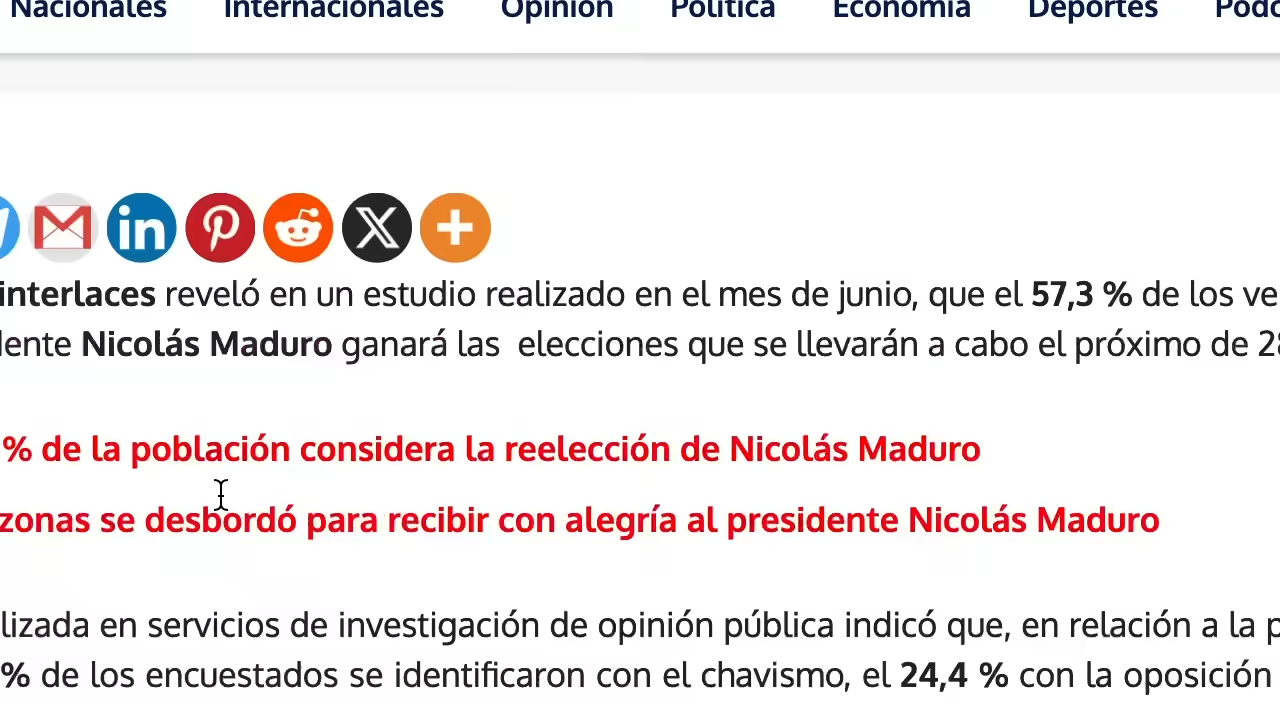 Nacionales Internacionales Opinión Política Economía Deportes
in
interlaces reveló en un estudio realizado en el mes de junio, que el 57,3 % de los
Nicolás Maduro ganará las elecciones que se llevarán a cabo el próximo de
% de la población considera la reelección de Nicolás Maduro
zonas se desbordó para recibir con alegría al presidente Nicolás Maduro
lizada en servicios de investigación de opinión pública indicó que, en relación a la
% de los encuestados se identificaron con el chavismo, el 24,4 % con la oposición